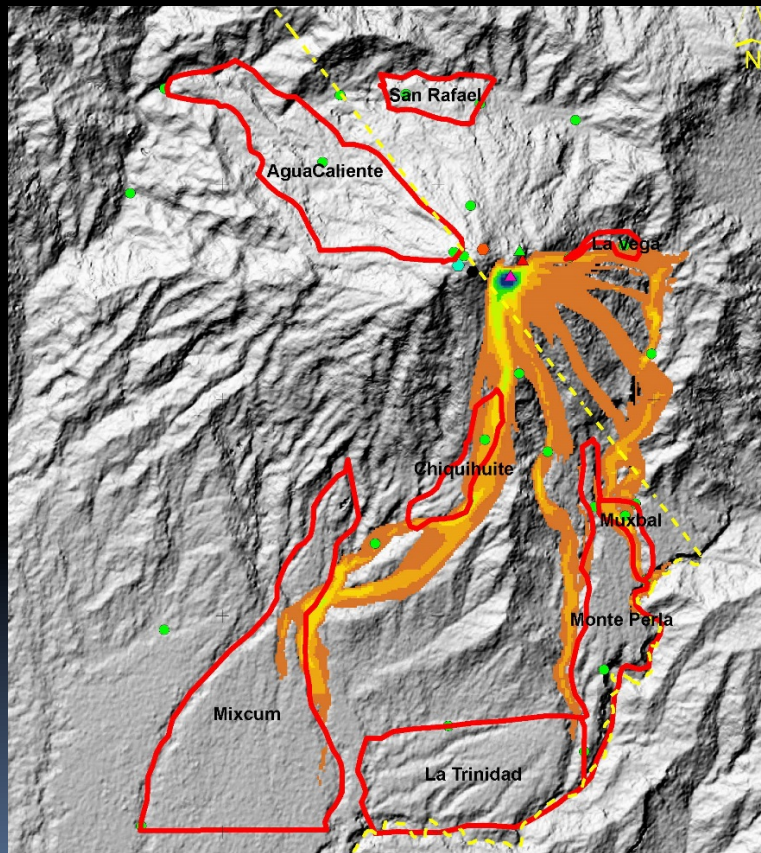 N
San Rafael
AguaCaliente
La Vega
Chiquihuite
Muxbal
Monte Perla
Mixcum
La Trinidad